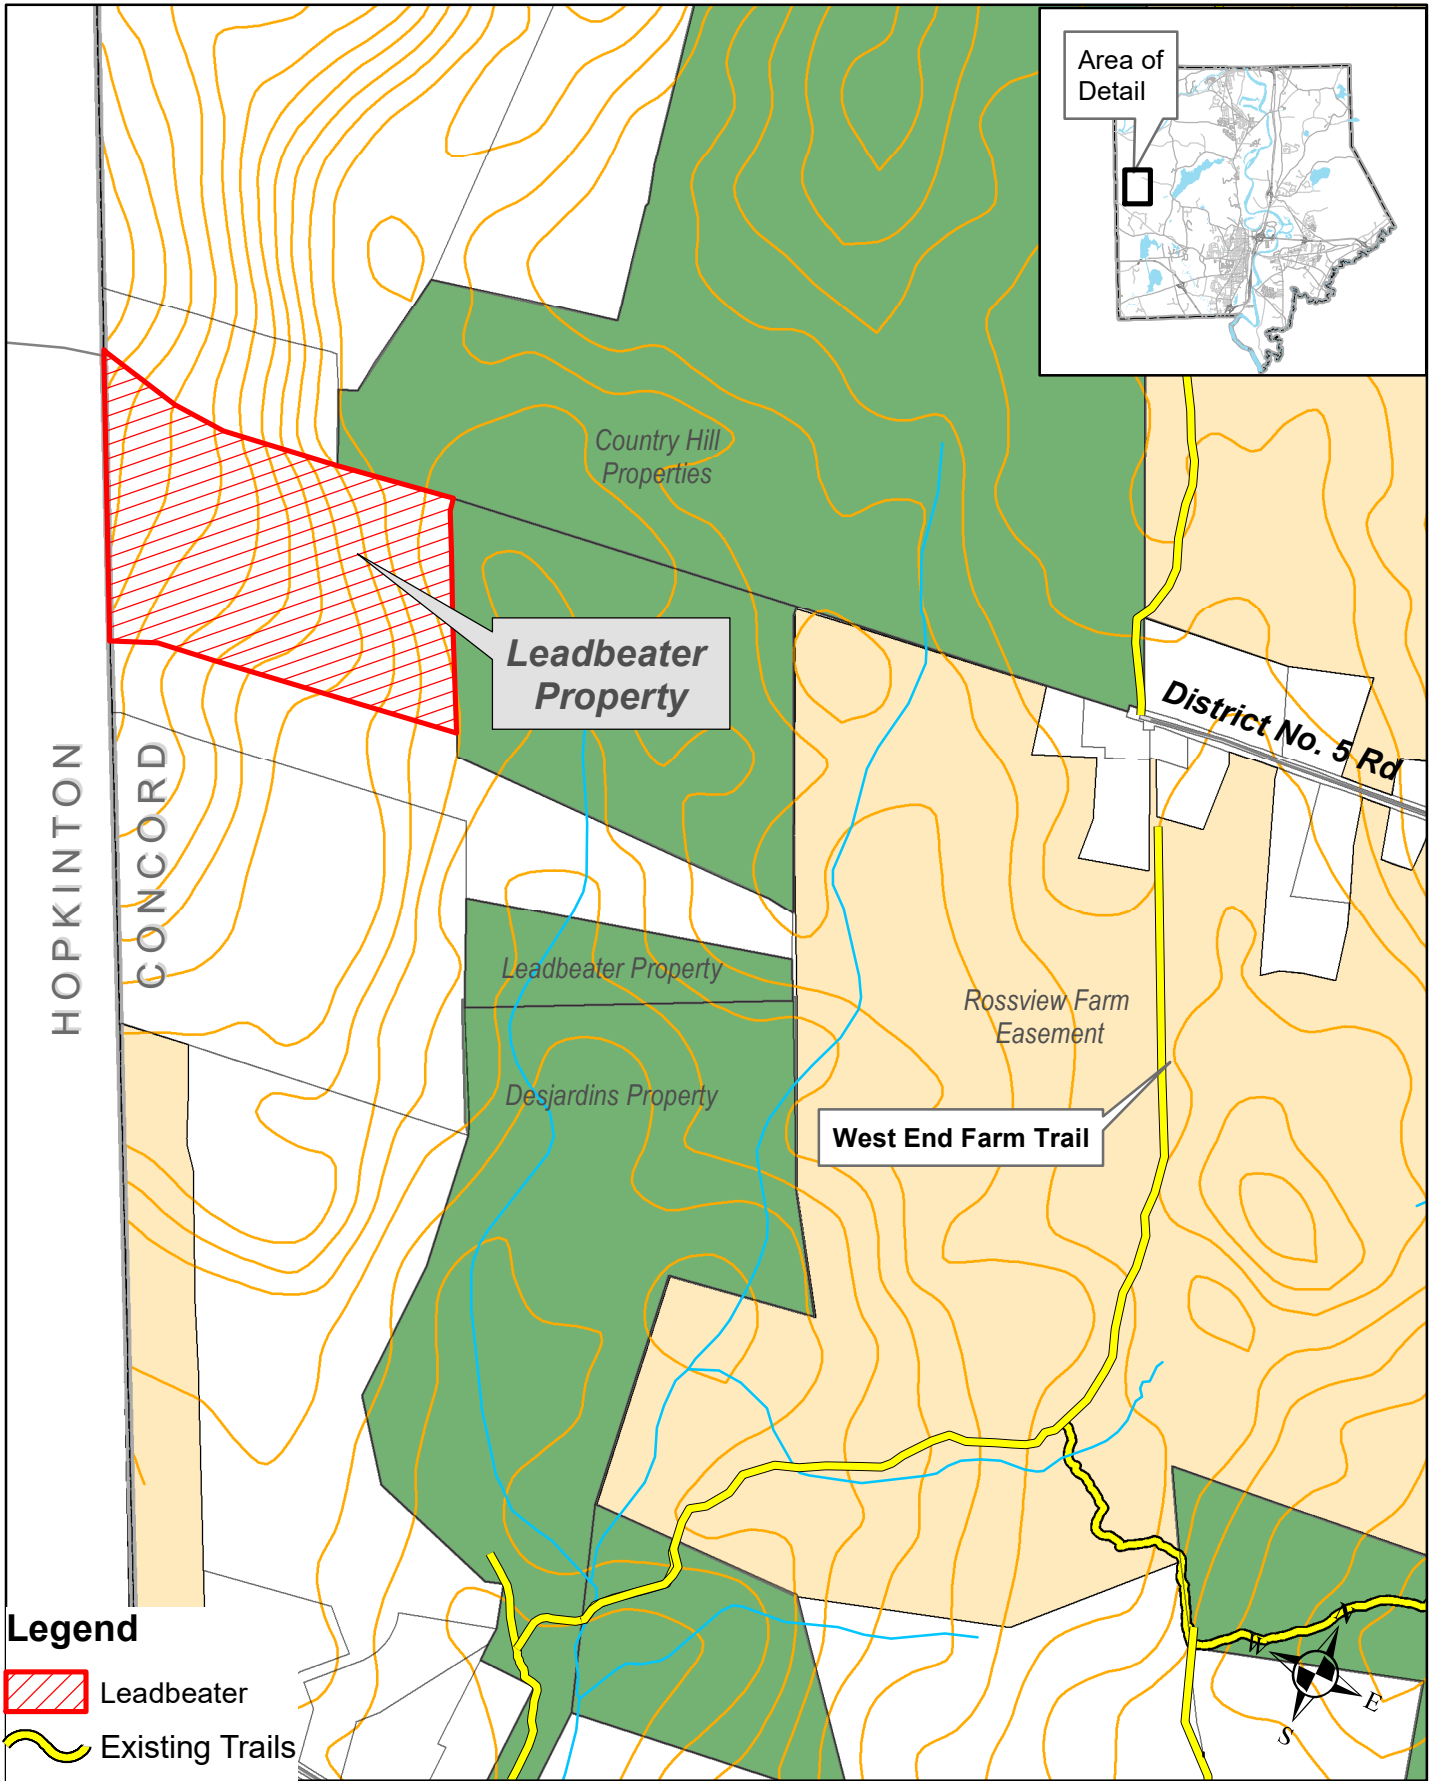 Area of
Detail
Country Hill
Properties
Leadbeater
Property
District No. 5 Rd
HOPKINTON
CONCORD
Leadbeater Property
Rossview Farm
Easement
Desjardins Property
West End Farm Trail
Legend
Leadbeater
Existing Trails
N
W
E
S